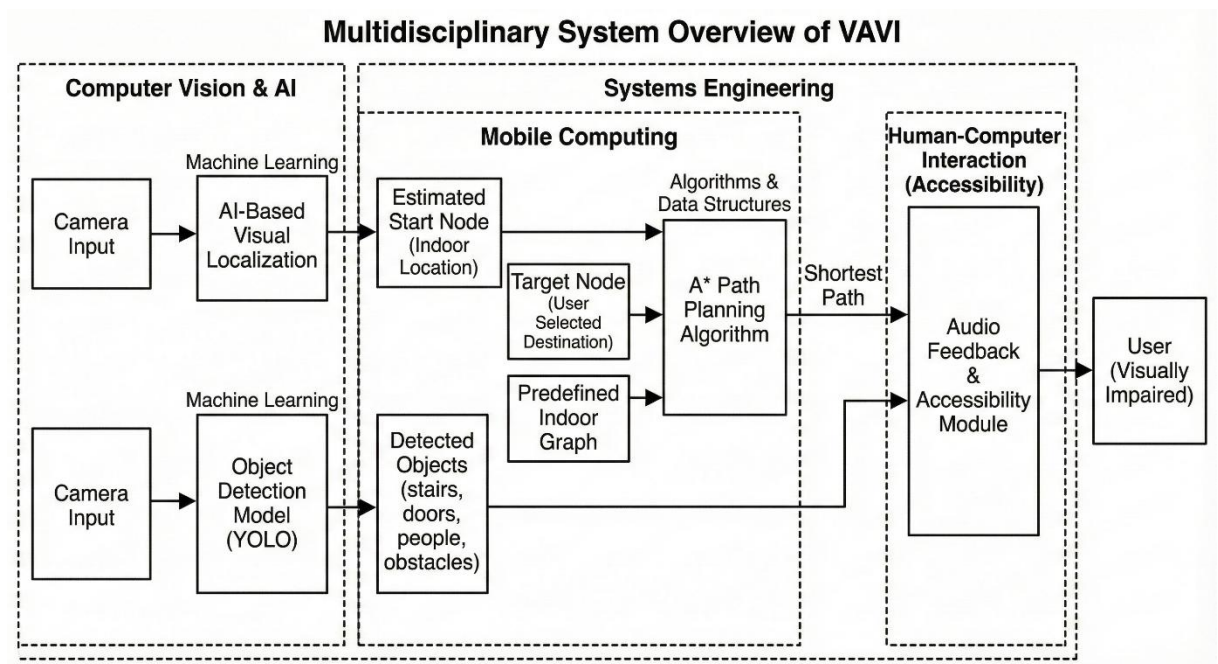 Multidisciplinary System Overview of VAVI
Computer Vision & AI
Machine Learning
Camera
Input
AI-Based
Visual
Localization
Machine Learning
Camera
Input
Object
Detection
Model
(YOLO)
Systems Engineering
Mobile Computing
Estimated
Start Node
(Indoor
Location)
Target Node
(User
Selected
Destination)
Predefined
Indoor
Graph
Detected
Objects
(stairs,
doors,
people,
obstacles)
Algorithms &
Data Structures
A* Path
Planning
Algorithm
Shortest
Path
Human-Computer
Interaction
(Accessibility)
Audio
Feedback
&
Accessibility
Module
User
(Visually
Impaired)